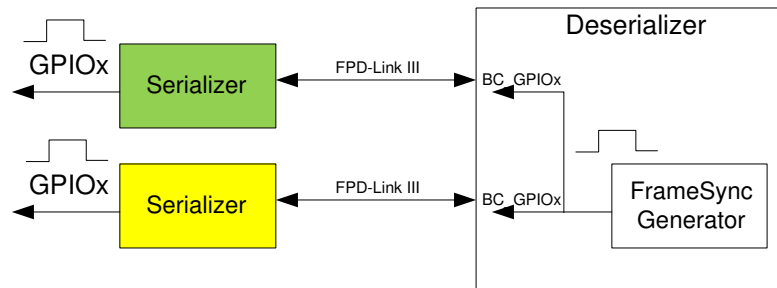 Deserializer
GPIOx
Serializer
FPD-Link III
BC_GPIOx
GPIOx
Serializer
FPD-Link III
BC_GPIOx
FrameSync
Generator